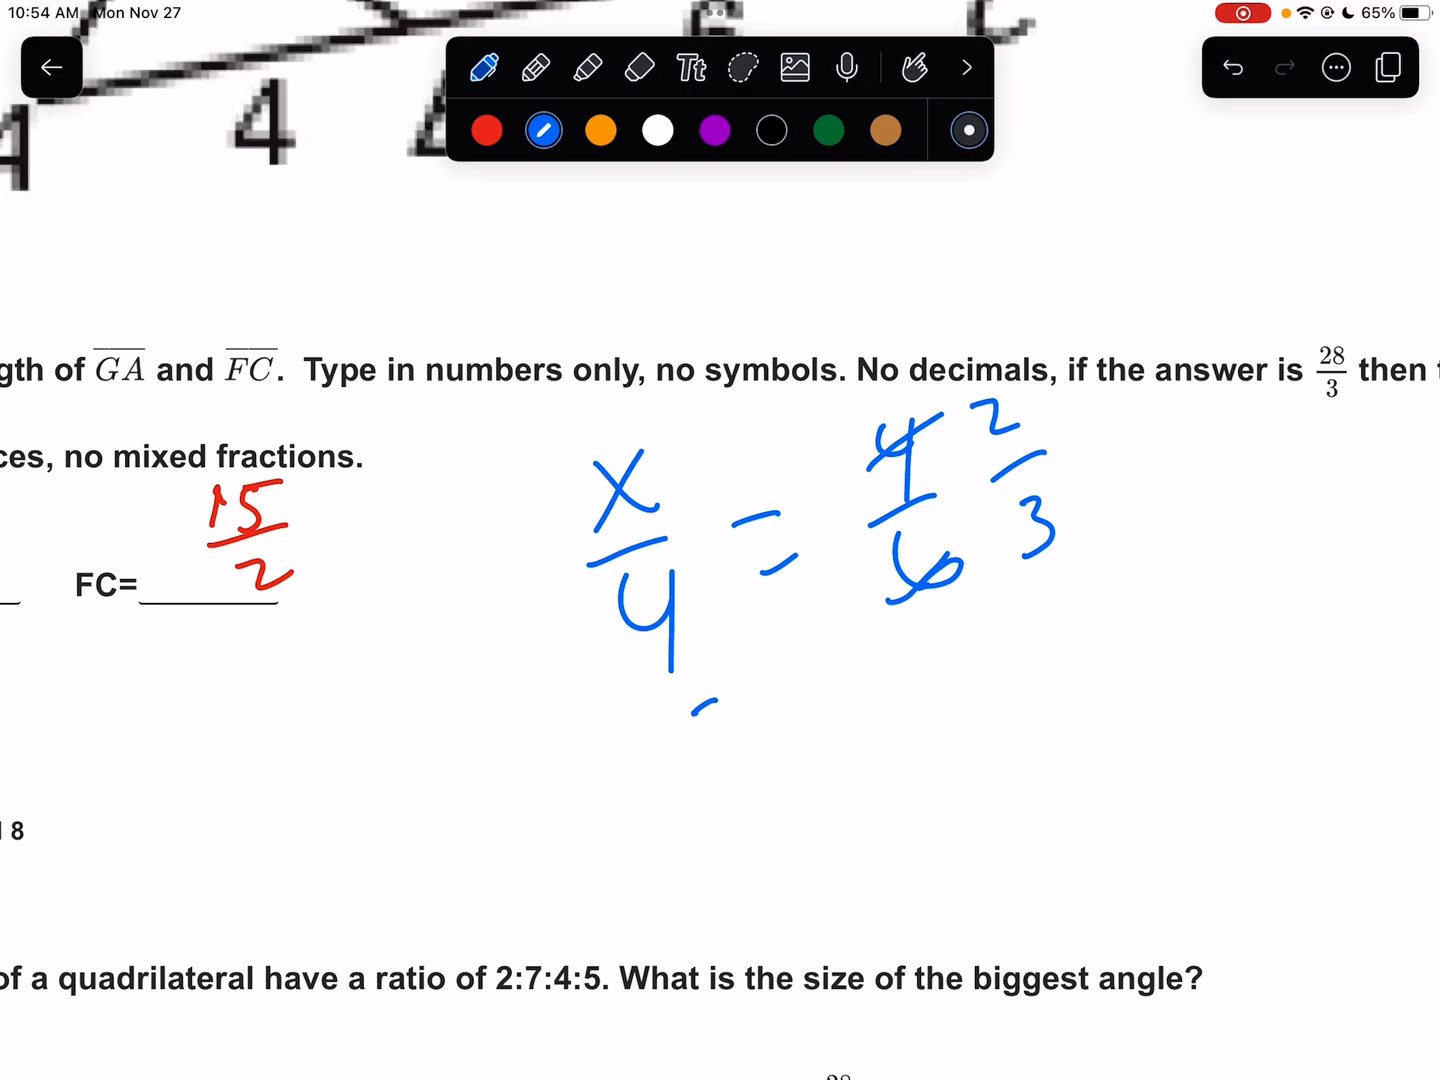 10:54 AM Mon Nov 27
65%
Tt
4
gth of GA and FC. Type in numbers only, no symbols. No decimals, if the answer is 28/3 then
ces, no mixed fractions.
FC= 15/2
x/4 = 4/6 2/3
8
of a quadrilateral have a ratio of 2:7:4:5. What is the size of the biggest angle?